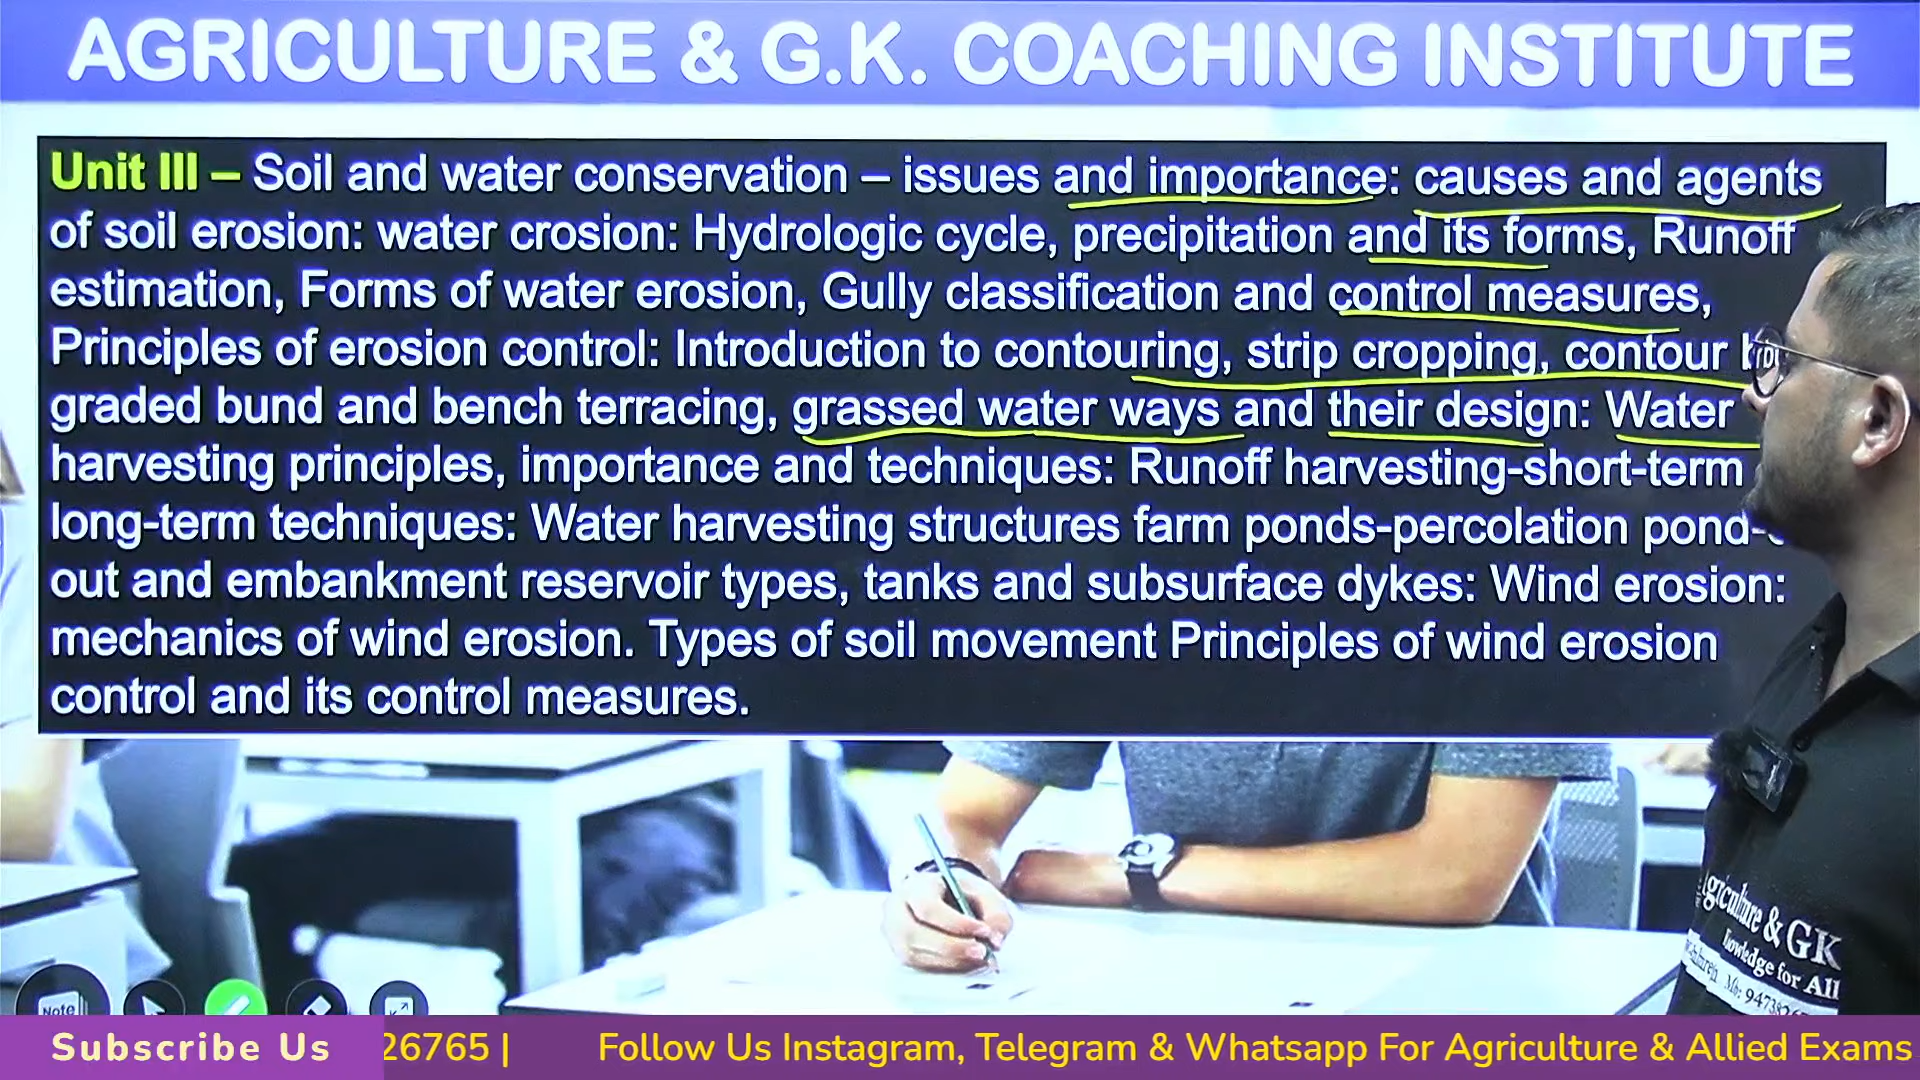 AGRICULTURE & G.K. COACHING INSTITUTE
Unit III – Soil and water conservation – issues and importance: causes and agents
of soil erosion: water crosion: Hydrologic cycle, precipitation and its forms, Runoff
estimation, Forms of water erosion, Gully classification and control measures,
Principles of erosion control: Introduction to contouring, strip cropping, contour
graded bund and bench terracing, grassed water ways and their design: Water
harvesting principles, importance and techniques: Runoff harvesting-short-term
long-term techniques: Water harvesting structures farm ponds-percolation pond-
out and embankment reservoir types, tanks and subsurface dykes: Wind erosion:
mechanics of wind erosion. Types of soil movement Principles of wind erosion
control and its control measures.
Note
Agriculture & GK
Knowledge for All
Subscribe Us
26765 |
Follow Us Instagram, Telegram & Whatsapp For Agriculture & Allied Exams